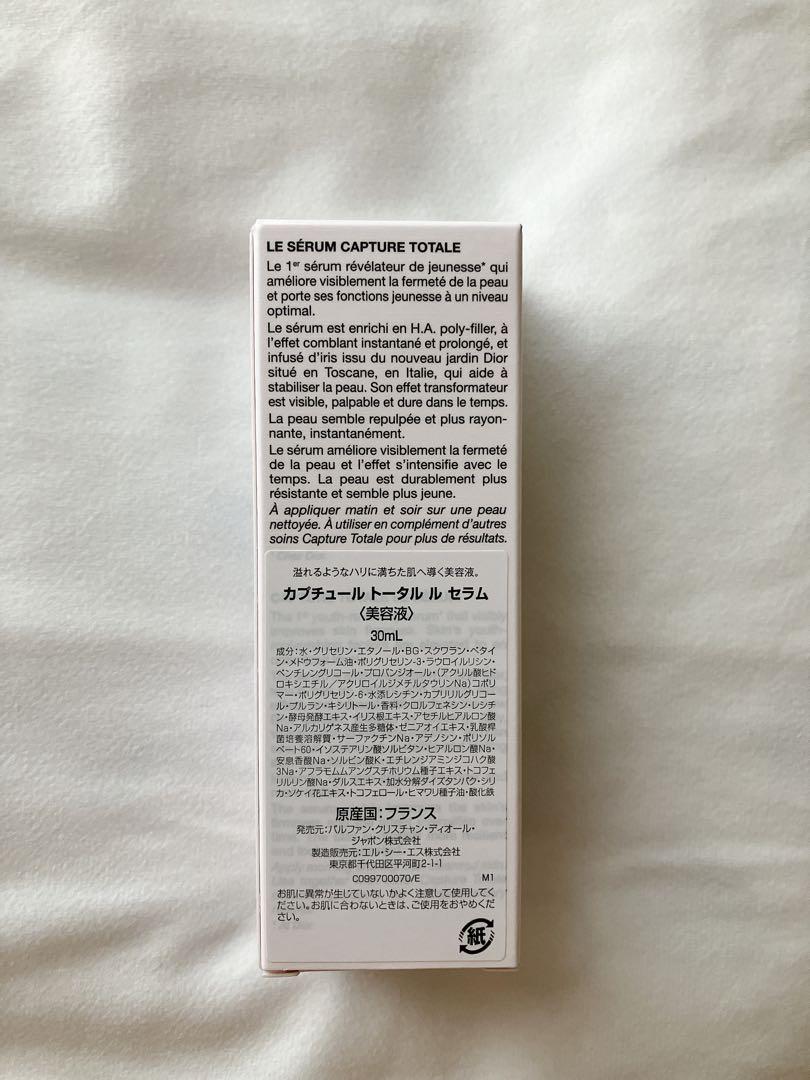 LE SÉRUM CAPTURE TOTALE
Le 1er sérum révélateur de jeunesse* qui
améliore visiblement la fermeté de la peau
et porte ses fonctions jeunesse à un niveau
optimal.
Le sérum est enrichi en H.A. poly-filler, à
l'effet comblant instantané et prolongé, et
infusé d'iris issu du nouveau jardin Dior
situé en Toscane, en Italie, qui aide à
stabiliser la peau. Son effet transformateur
est visible, palpable et dure dans le temps.
La peau semble repulpée et plus rayon-
nante, instantanément.
Le sérum améliore visiblement la fermeté
de la peau et l'effet s'intensifie avec le
temps. La peau est durablement plus
résistante et semble plus jeune.
À appliquer matin et soir sur une peau
nettoyée. À utiliser en complément d'autres
soins Capture Totale pour plus de résultats.
溢れるようなハリに満ちた肌へ導く美容液。
カプチュール トータル ル セラム
〈美容液〉
30mL
成分:水・グリセリン・エタノール・BG・スクワラン・ベタイ
ン・メドウフォーム油・ポリグリセリン-3・ラウロイルリシン・
ペンチレングリコール・プロパンジオール・(アクリル酸ヒド
ロキシエチル/アクリロイルジメチルタウリンNa)コポリ
マー・ポリグリセリン-6・水添レシチン・カプリリルグリコー
ル・プルラン・キシリトール・香料・クロルフェネシン・レシチ
ン・酵母発酵エキス・イリス根エキス・アセチルヒアルロン酸
Na・アルカリゲネス産生多糖体・ゼニアオイエキス・乳酸桿
菌培養溶解質・サーファクチンNa・アデノシン・ポリソル
ベート60・イソステアリン酸ソルビタン・ヒアルロン酸Na・
安息香酸Na・ソルビン酸K・エチレンジアミンジコハク酸
3Na・アフラモムムアングスチホリウム種子エキス・トコフェ
リルリン酸Na・ダルスエキス・加水分解ダイズタンパク・シリ
カ・ソケイ花エキス・トコフェロール・ヒマワリ種子油・酸化鉄
原産国:フランス
発売元:パルファン・クリスチャン・ディオール・
ジャポン株式会社
製造販売元:エル・シー・エス株式会社
東京都千代田区平河町2-1-1
C099700070/E M1
お肌に異常が生じていないかよく注意して使用してく
ださい。お肌に合わないときは、ご使用をおやめくだ
さい。
紙